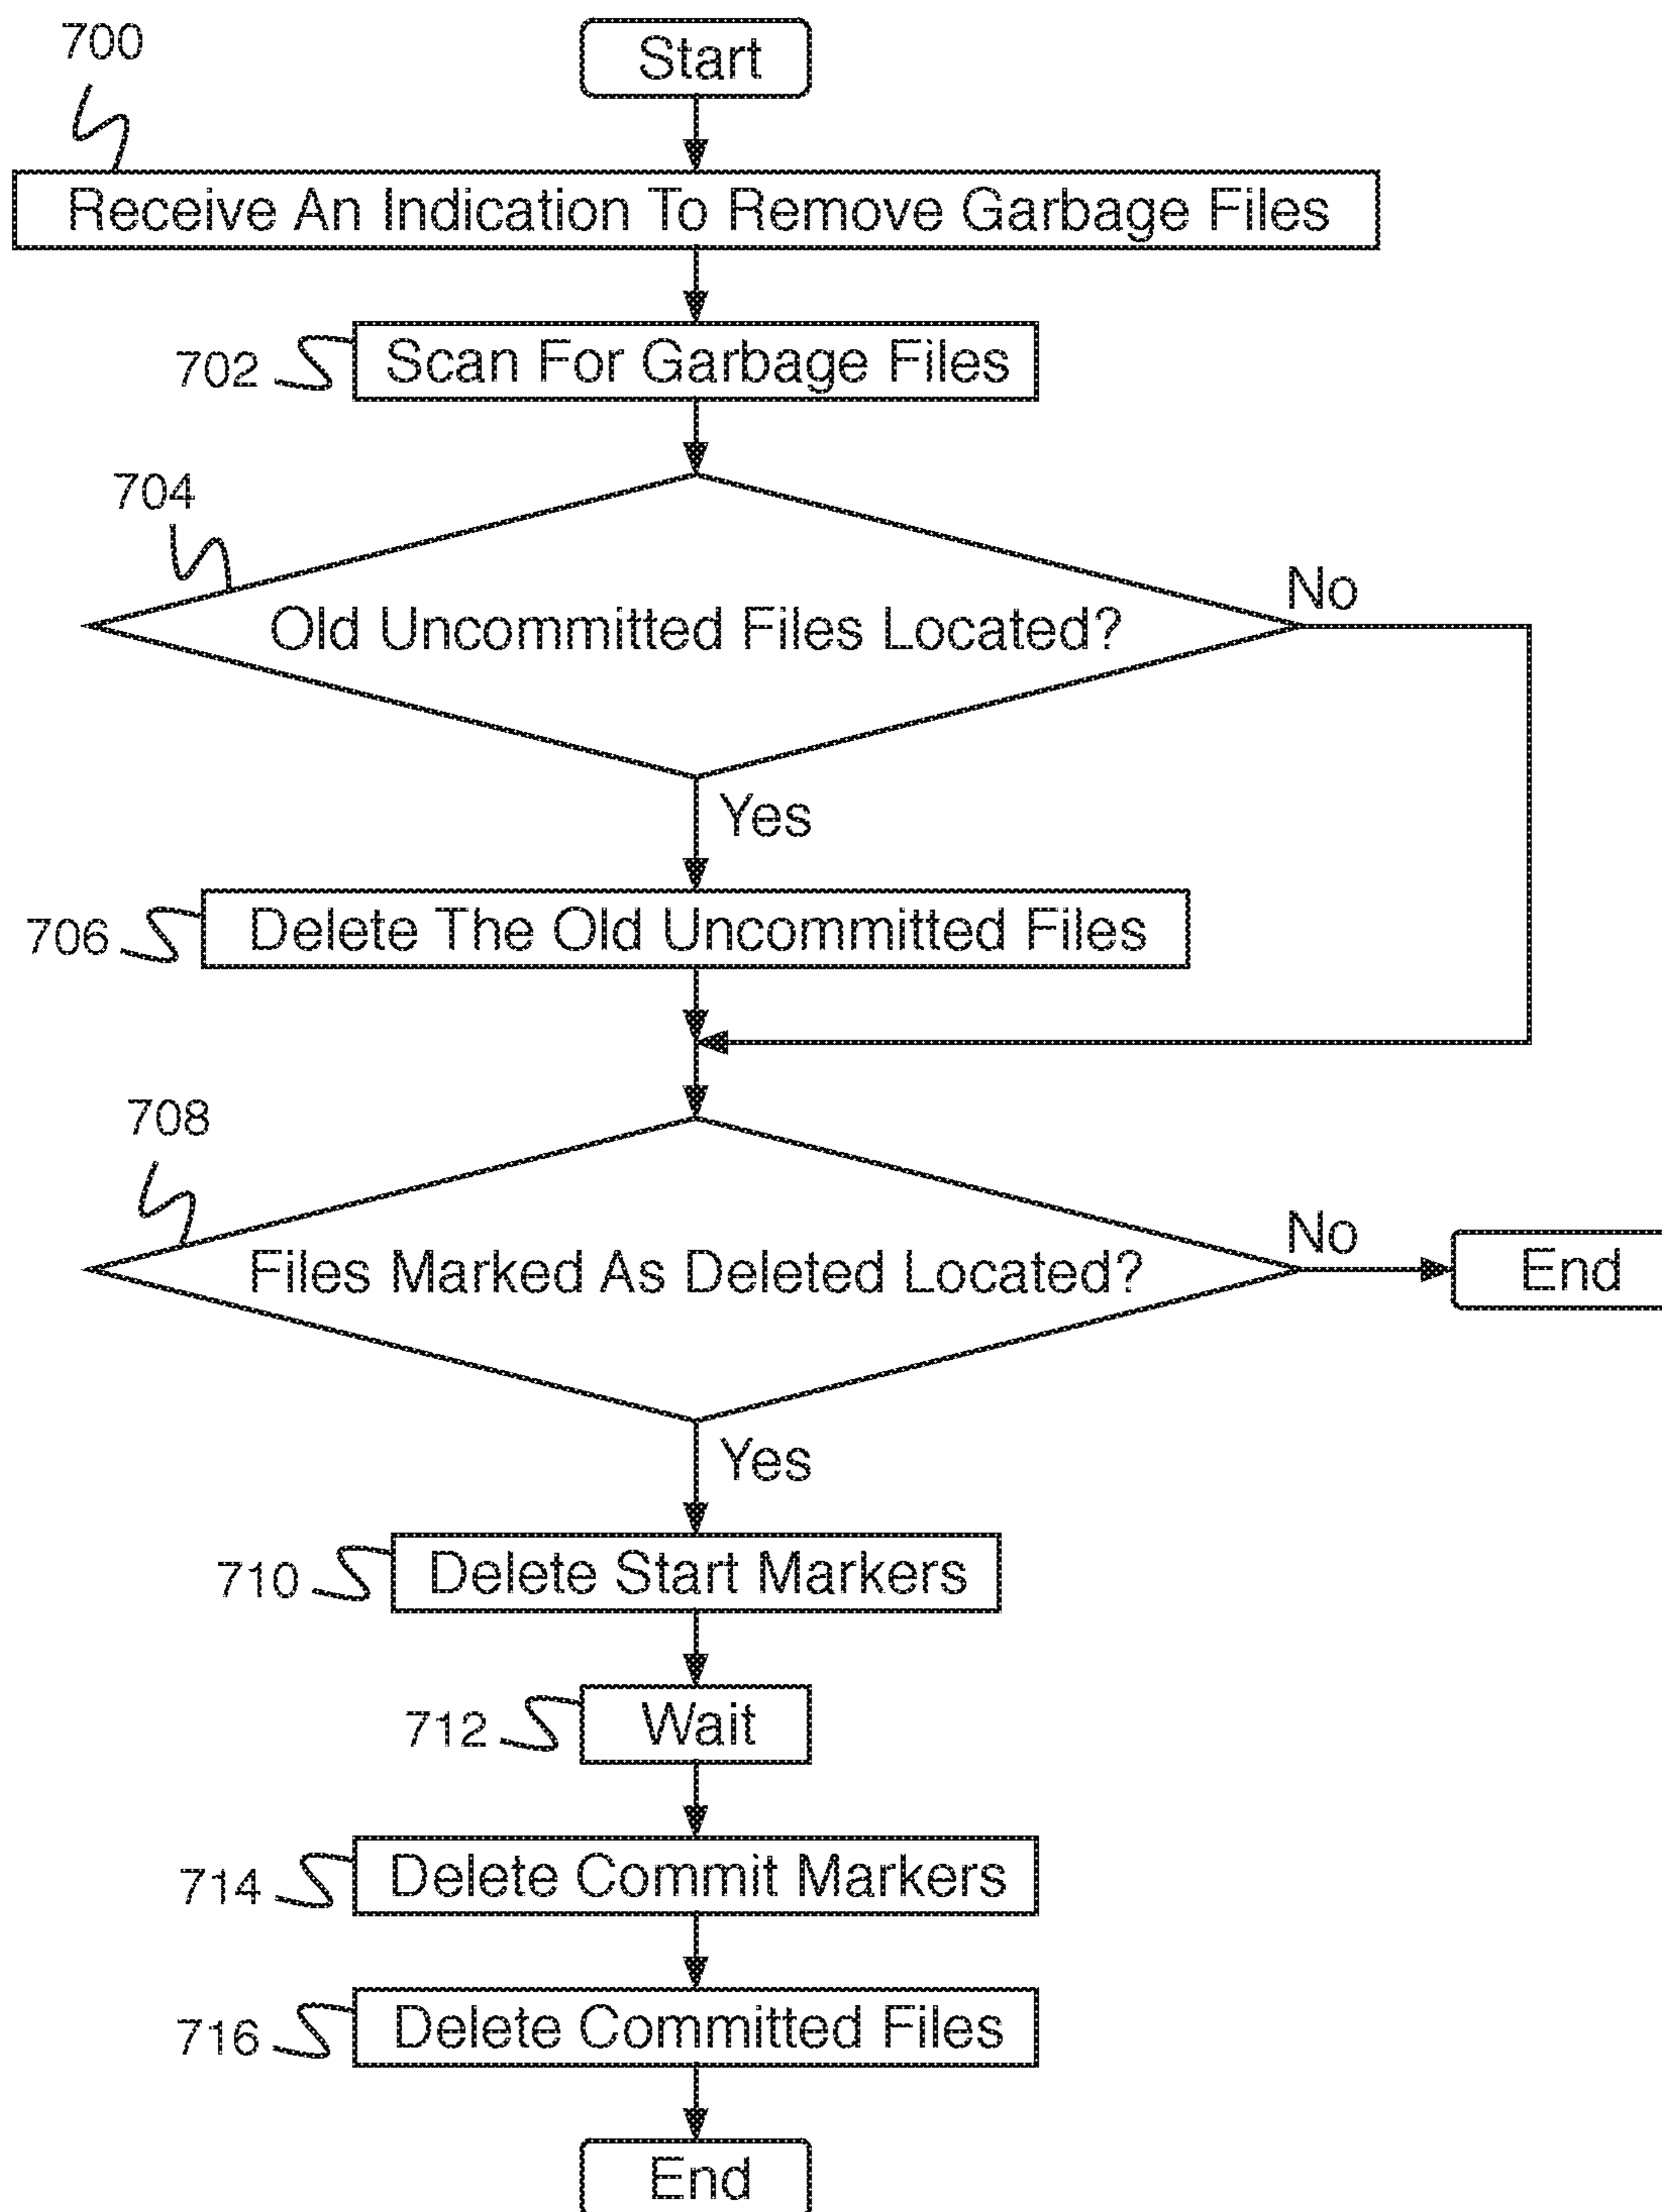 700
Start
Receive An Indication To Remove Garbage Files
702
Scan For Garbage Files
704
Old Uncommitted Files Located?
No
Yes
706
Delete The Old Uncommitted Files
708
Files Marked As Deleted Located?
No
End
Yes
710
Delete Start Markers
712
Wait
714
Delete Commit Markers
716
Delete Committed Files
End